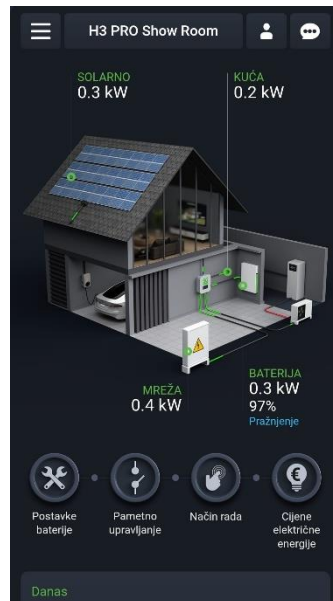 H3 PRO Show Room
SOLARNO
0.3 kW
KUĆA
0.2 kW
MREŽA
0.4 kW
BATERIJA
0.3 kW
97%
Pražnjenje
Postavke
baterije
Pametno
upravljanje
Način rada
Cijene
električne
energije
Danas